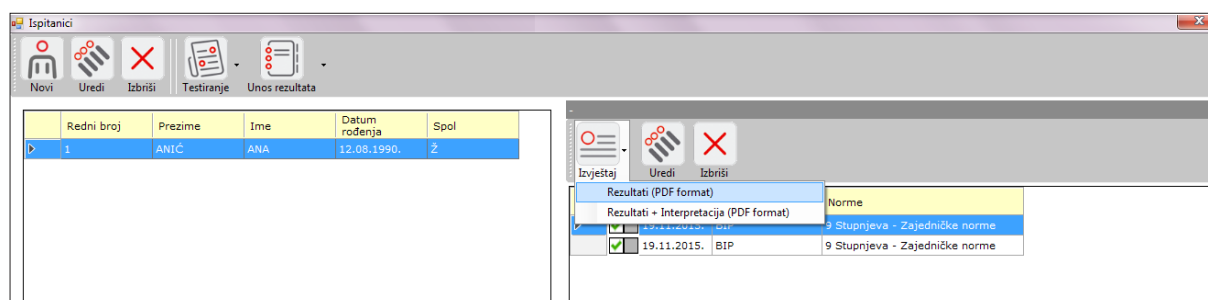 Ispitanici
Novi Uredi Izbriši Testiranje Unos rezultata
Redni broj Prezime Ime Datum rođenja Spol
1 ANIĆ ANA 12.08.1990. Ž
Izvještaj Uredi Izbriši
Rezultati (PDF format)
Rezultati + Interpretacija (PDF format)
Norme
19.11.2015. BIP 9 Stupnjeva - Zajedničke norme
19.11.2015. BIP 9 Stupnjeva - Zajedničke norme